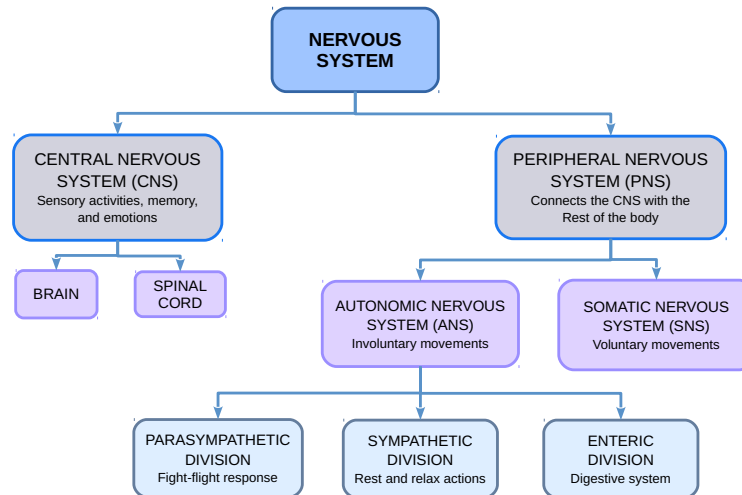 NERVOUS
SYSTEM
CENTRAL NERVOUS
SYSTEM (CNS)
Sensory activities, memory,
and emotions
PERIPHERAL NERVOUS
SYSTEM (PNS)
Connects the CNS with the
Rest of the body
BRAIN
SPINAL
CORD
AUTONOMIC NERVOUS
SYSTEM (ANS)
Involuntary movements
SOMATIC NERVOUS
SYSTEM (SNS)
Voluntary movements
PARASYMPATHETIC
DIVISION
Fight-flight response
SYMPATHETIC
DIVISION
Rest and relax actions
ENTERIC
DIVISION
Digestive system